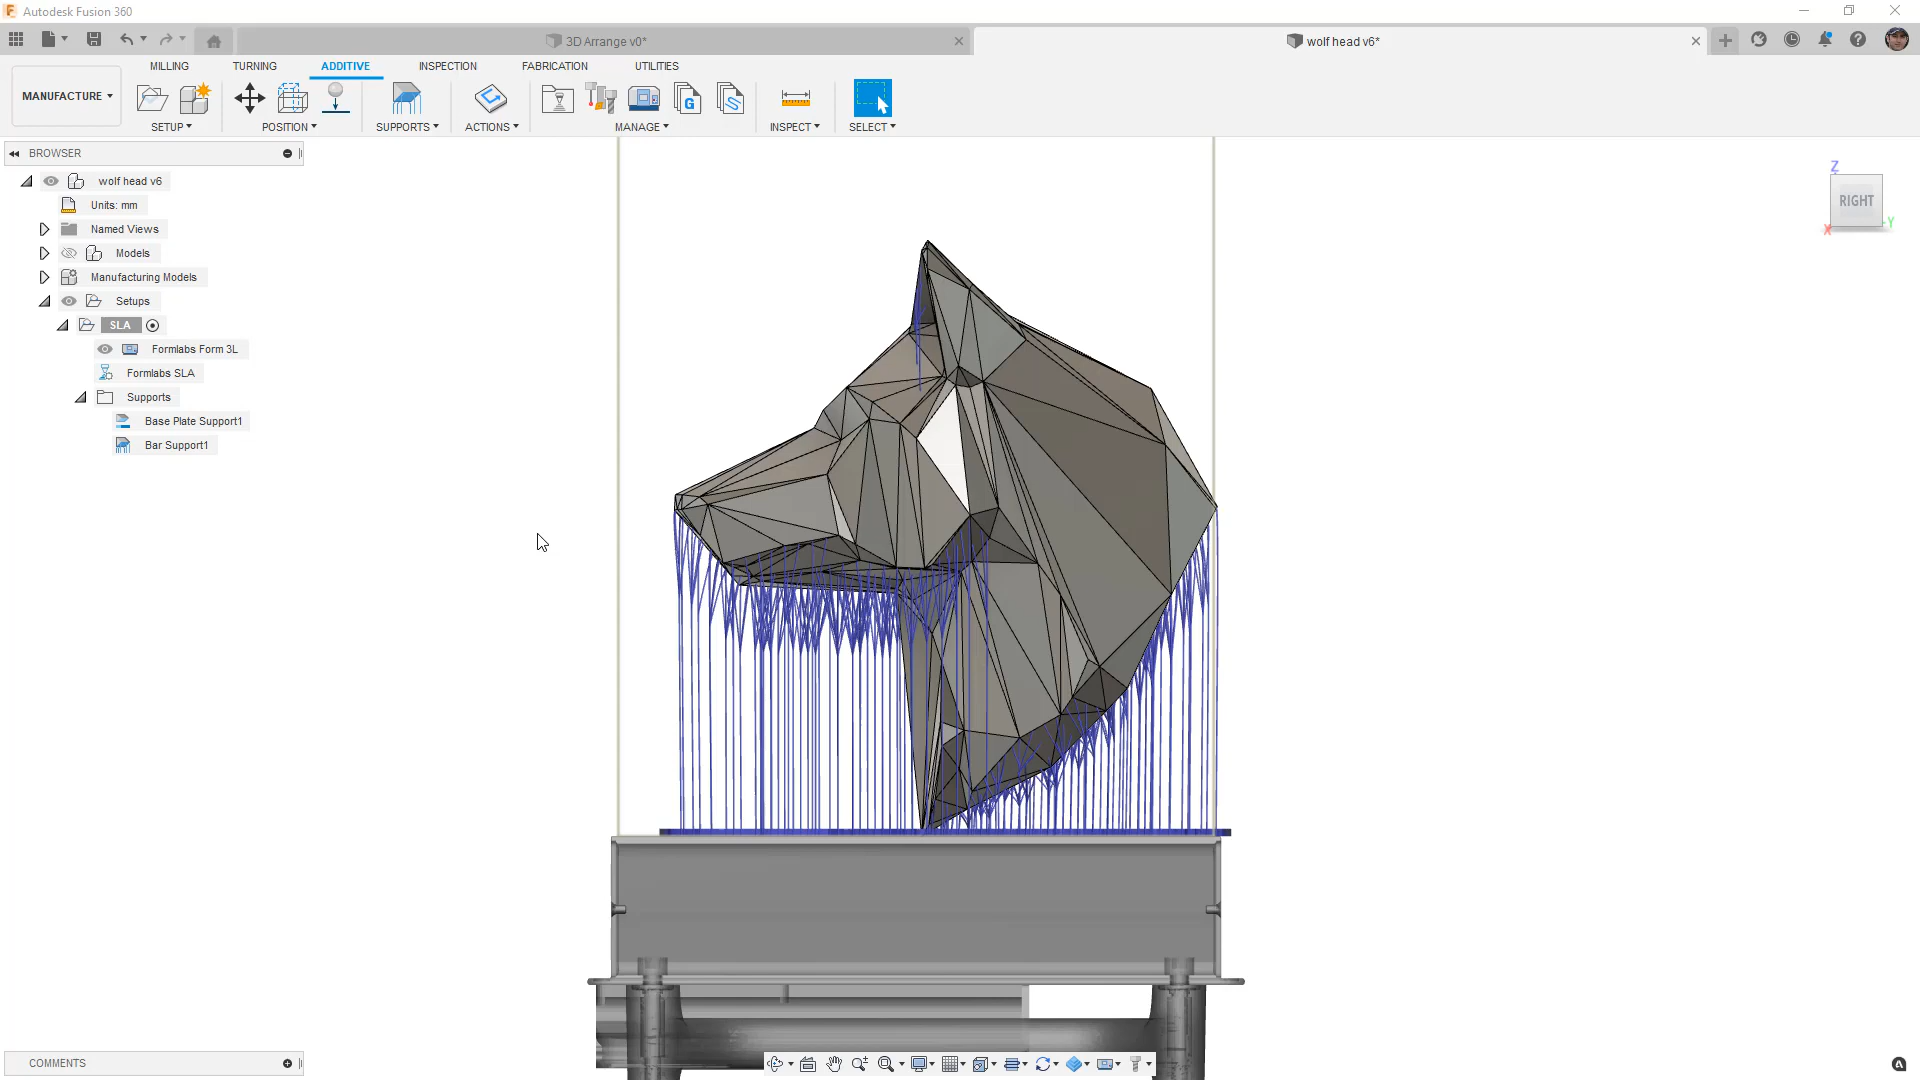 Autodesk Fusion 360
3D Arrange v0*
wolf head v6*
MANUFACTURE
MILLING
TURNING
ADDITIVE
INSPECTION
FABRICATION
UTILITIES
SETUP
POSITION
SUPPORTS
ACTIONS
MANAGE
INSPECT
SELECT
BROWSER
wolf head v6
Units: mm
Named Views
Models
Manufacturing Models
Setups
SLA
Formlabs Form 3L
Formlabs SLA
Supports
Base Plate Support1
Bar Support1
Z
RIGHT
X
Y
COMMENTS